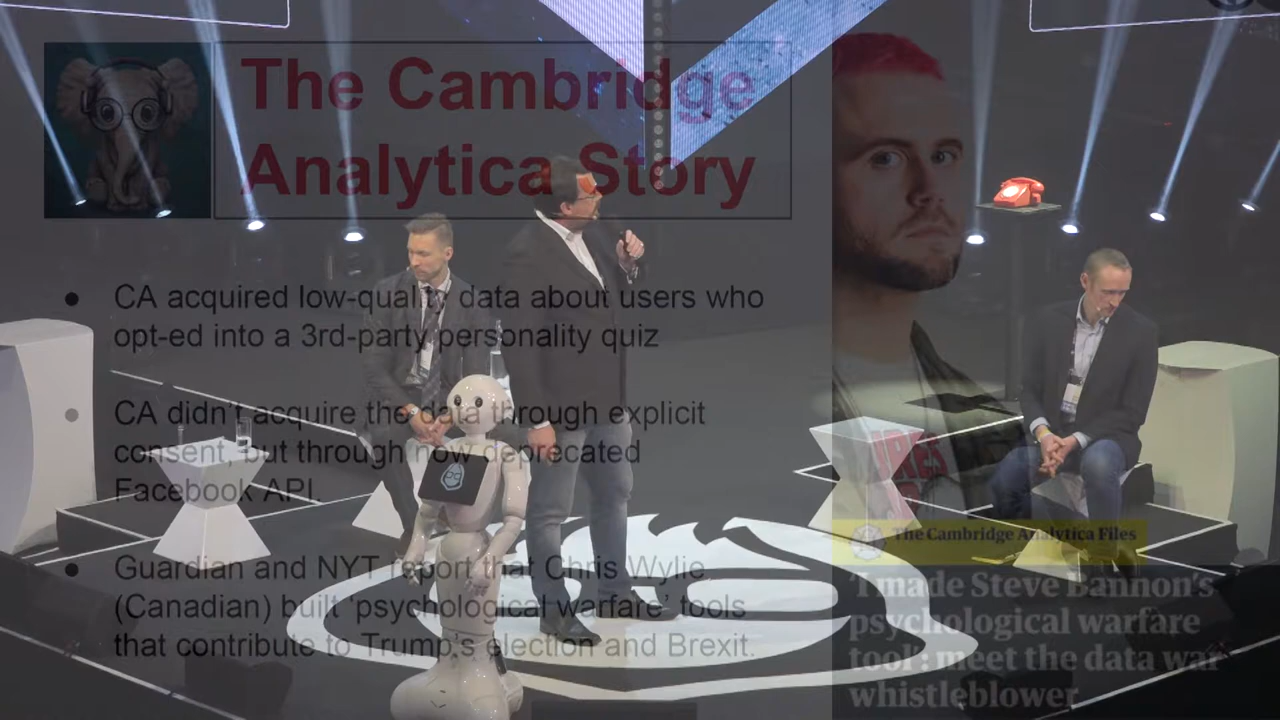 The Cambridge
Analytica Story
● CA acquired low-quality data about users who
opt-ed into a 3rd-party personality quiz
● CA didn't acquire the data through explicit
consent, but through now deprecated
Facebook API.
● Guardian and NYT report that Chris Wylie
(Canadian) built 'psychological warfare' tools
that contribute to Trump's election and Brexit.
The Cambridge Analytica Files
'I made Steve Bannon's
psychological warfare
tool': meet the data war
whistleblower